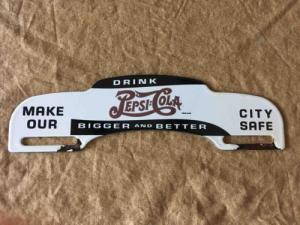 DRINK
PEPSI:COLA
MAKE OUR
BIGGER AND BETTER
CITY SAFE